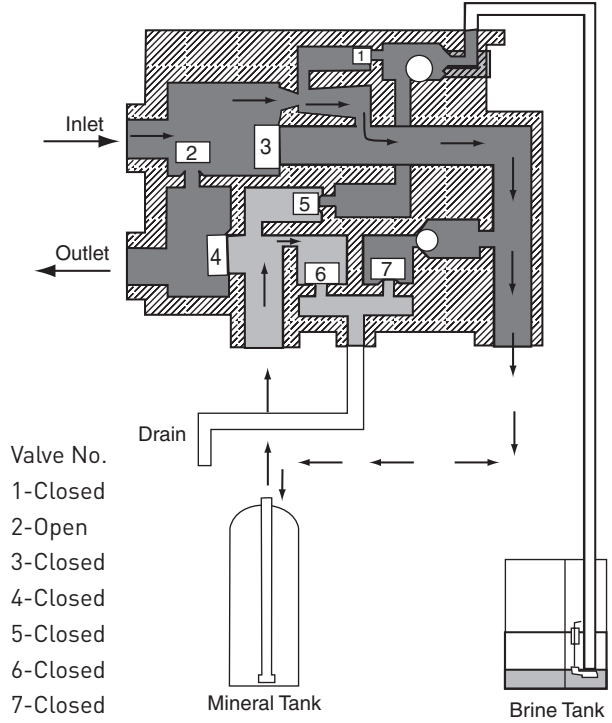 1
Inlet
2
3
5
Outlet
4
6
7
Drain
Valve No.
1-Closed
2-Open
3-Closed
4-Closed
5-Closed
6-Closed
7-Closed
Mineral Tank
Brine Tank